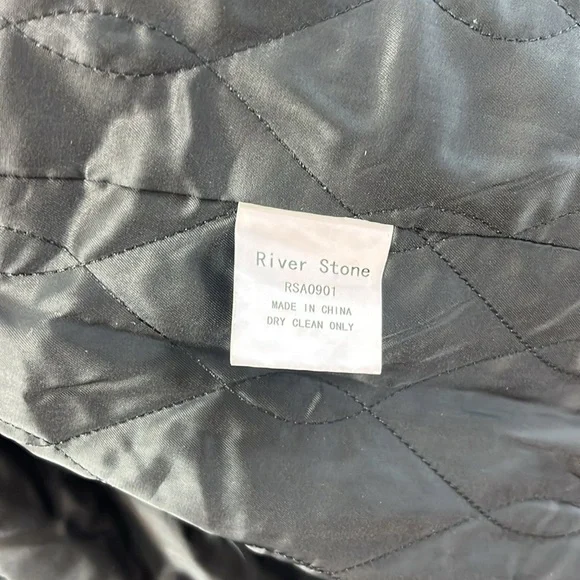 River Stone
RSA0901
MADE IN CHINA
DRY CLEAN ONLY